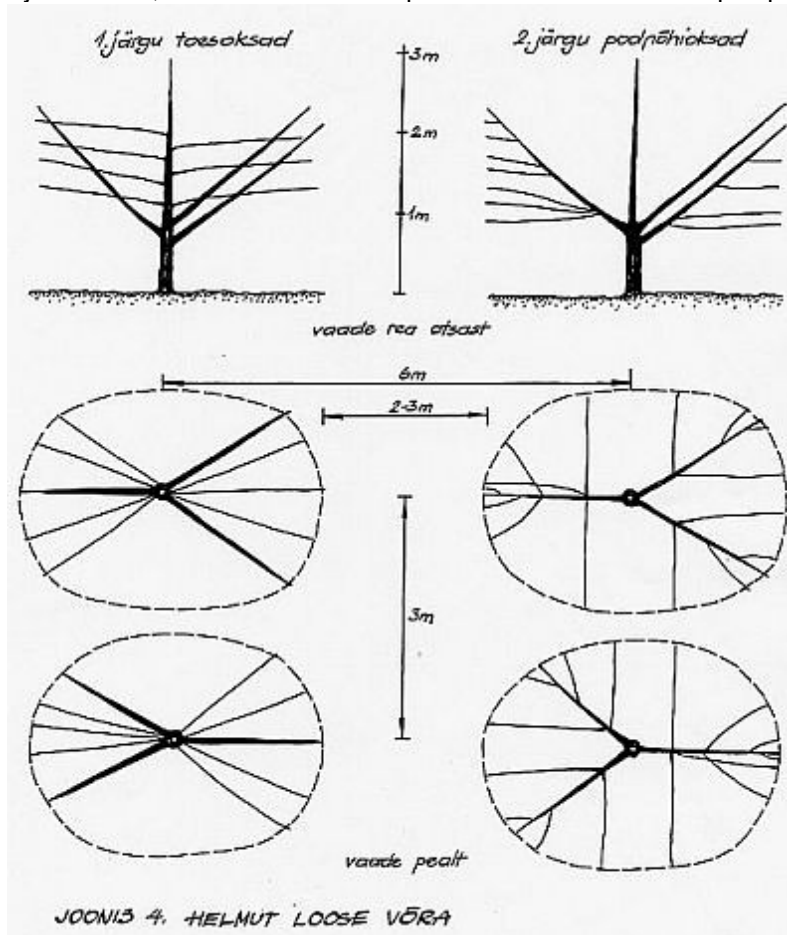 1. järgu toesoksad
2. järgu poolpõhioksad
3m
2m
1m
vaade rea otsast
6m
2-3m
3m
vaade pealt
JOONIS 4. HELMUT LOOSE VÕRA